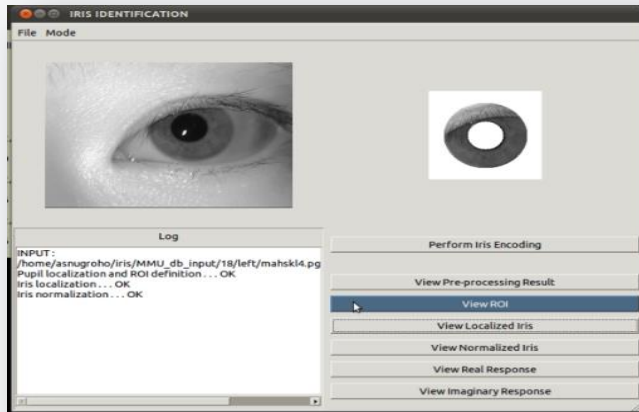 IRIS IDENTIFICATION
File Mode
Log
INPUT :
/home/asnugroho/iris/MMU_db_input/18/left/mahskl4.pg
Pupil localization and ROI definition . . . OK
Iris localization . . . OK
Iris normalization . . . OK
Perform Iris Encoding
View Pre-processing Result
View ROI
View Localized Iris
View Normalized Iris
View Real Response
View Imaginary Response